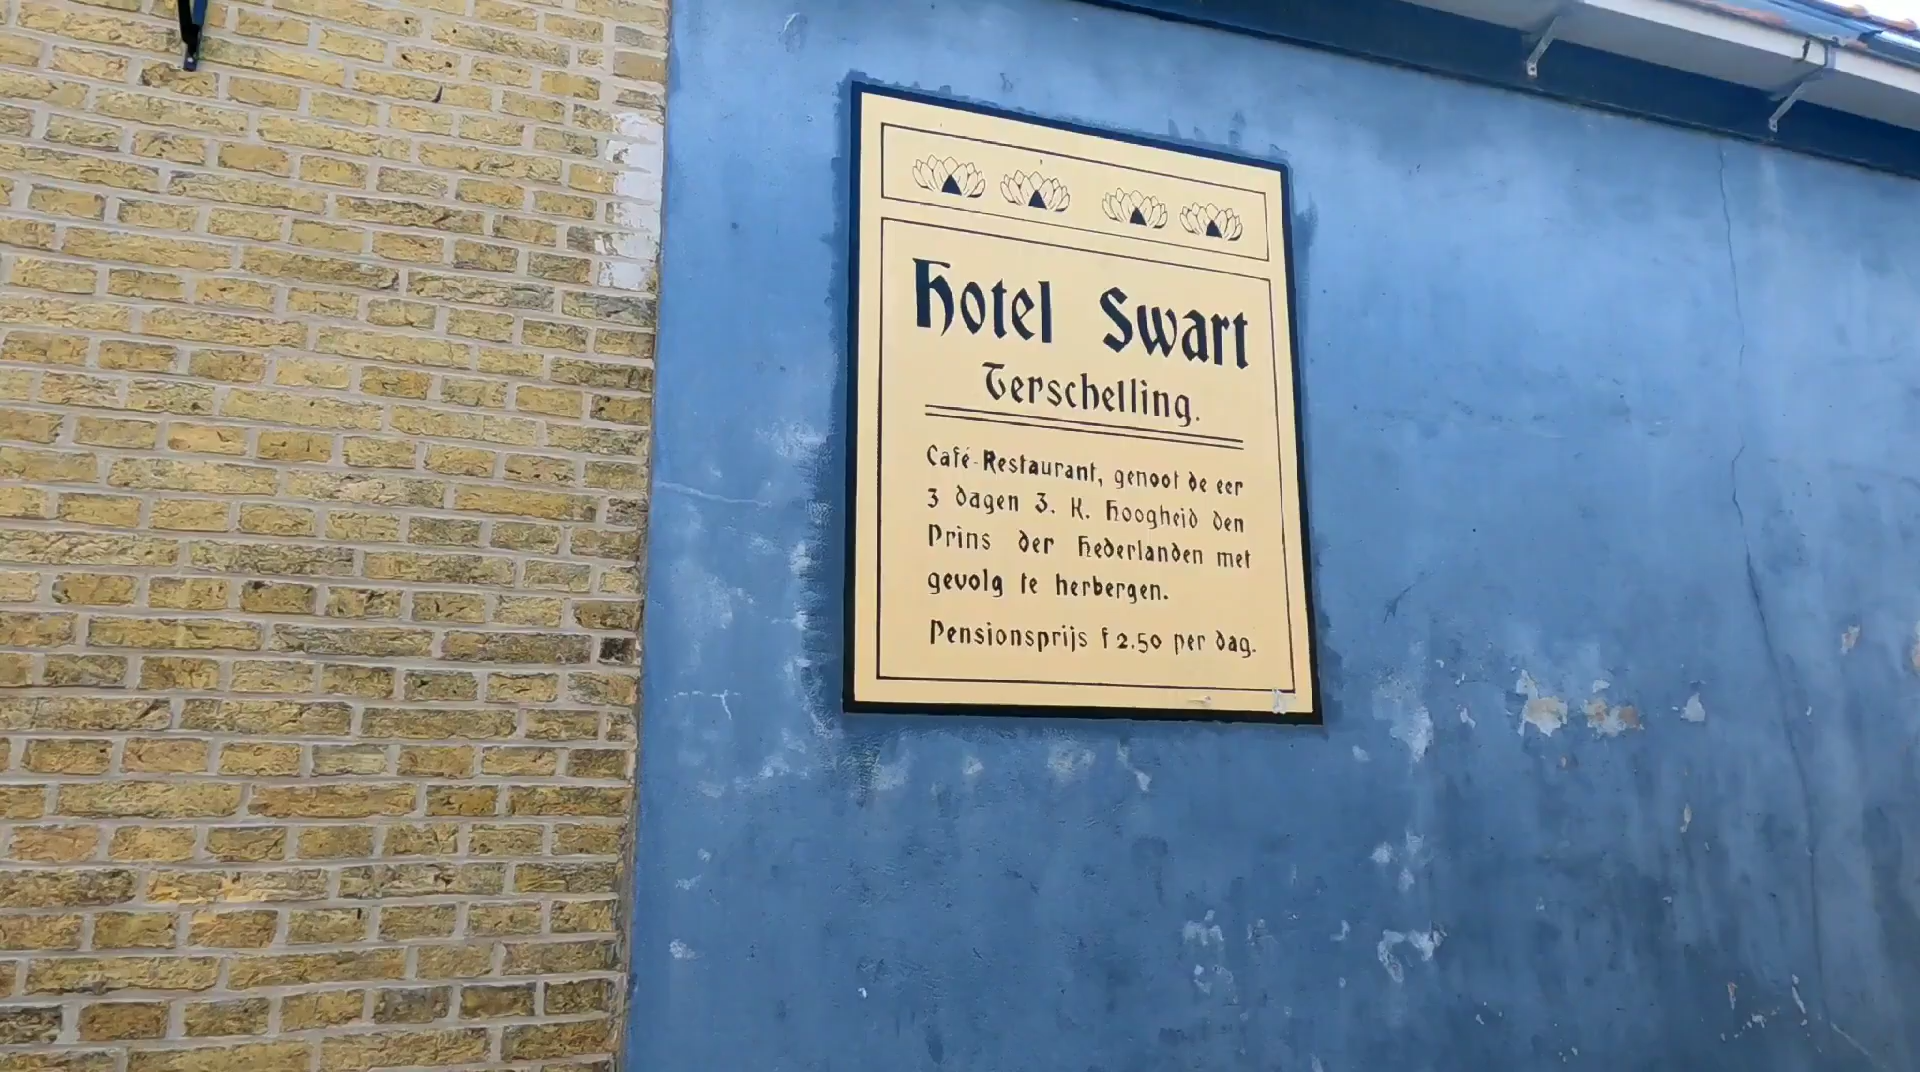 Hotel Swart
Terschelling.
Café-Restaurant, genoot de eer
3 dagen Z. K. Hoogheid den
Prins der Nederlanden met
gevolg te herbergen.
Pensionsprijs f 2.50 per dag.